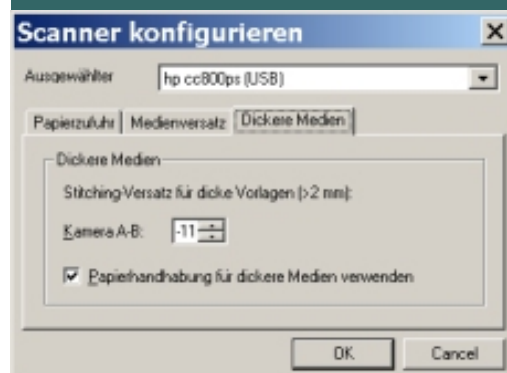 Scanner konfigurieren
Ausgewählter hp cc800ps (USB)
Papierzufuhr Medienversatz Dickere Medien
Dickere Medien
Stitching-Versatz für dicke Vorlagen (>2 mm):
Kamera A-B: -11
Papierhandhabung für dickere Medien verwenden
OK Cancel